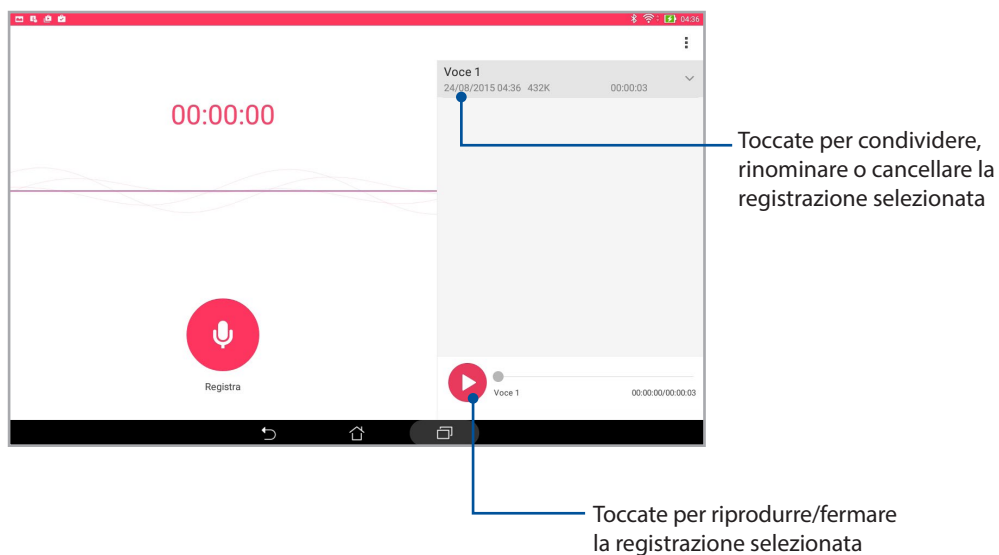 04:36
00:00:00
Voce 1
24/08/2015 04:36 432K 00:00:03
Toccate per condividere,
rinominare o cancellare la
registrazione selezionata
Registra
Voce 1 00:00:00/00:00:03
Toccate per riprodurre/fermare
la registrazione selezionata